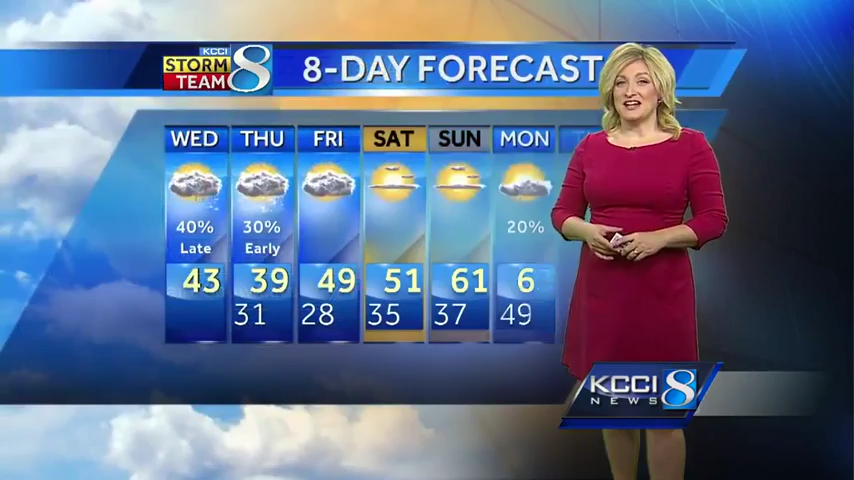 KCCI
STORM
TEAM 8
8-DAY FORECAST
WED THU FRI SAT SUN MON
40% 30% 20%
Late Early
43 39 49 51 61 6
31 28 35 37 49
KCCI 8
NEWS